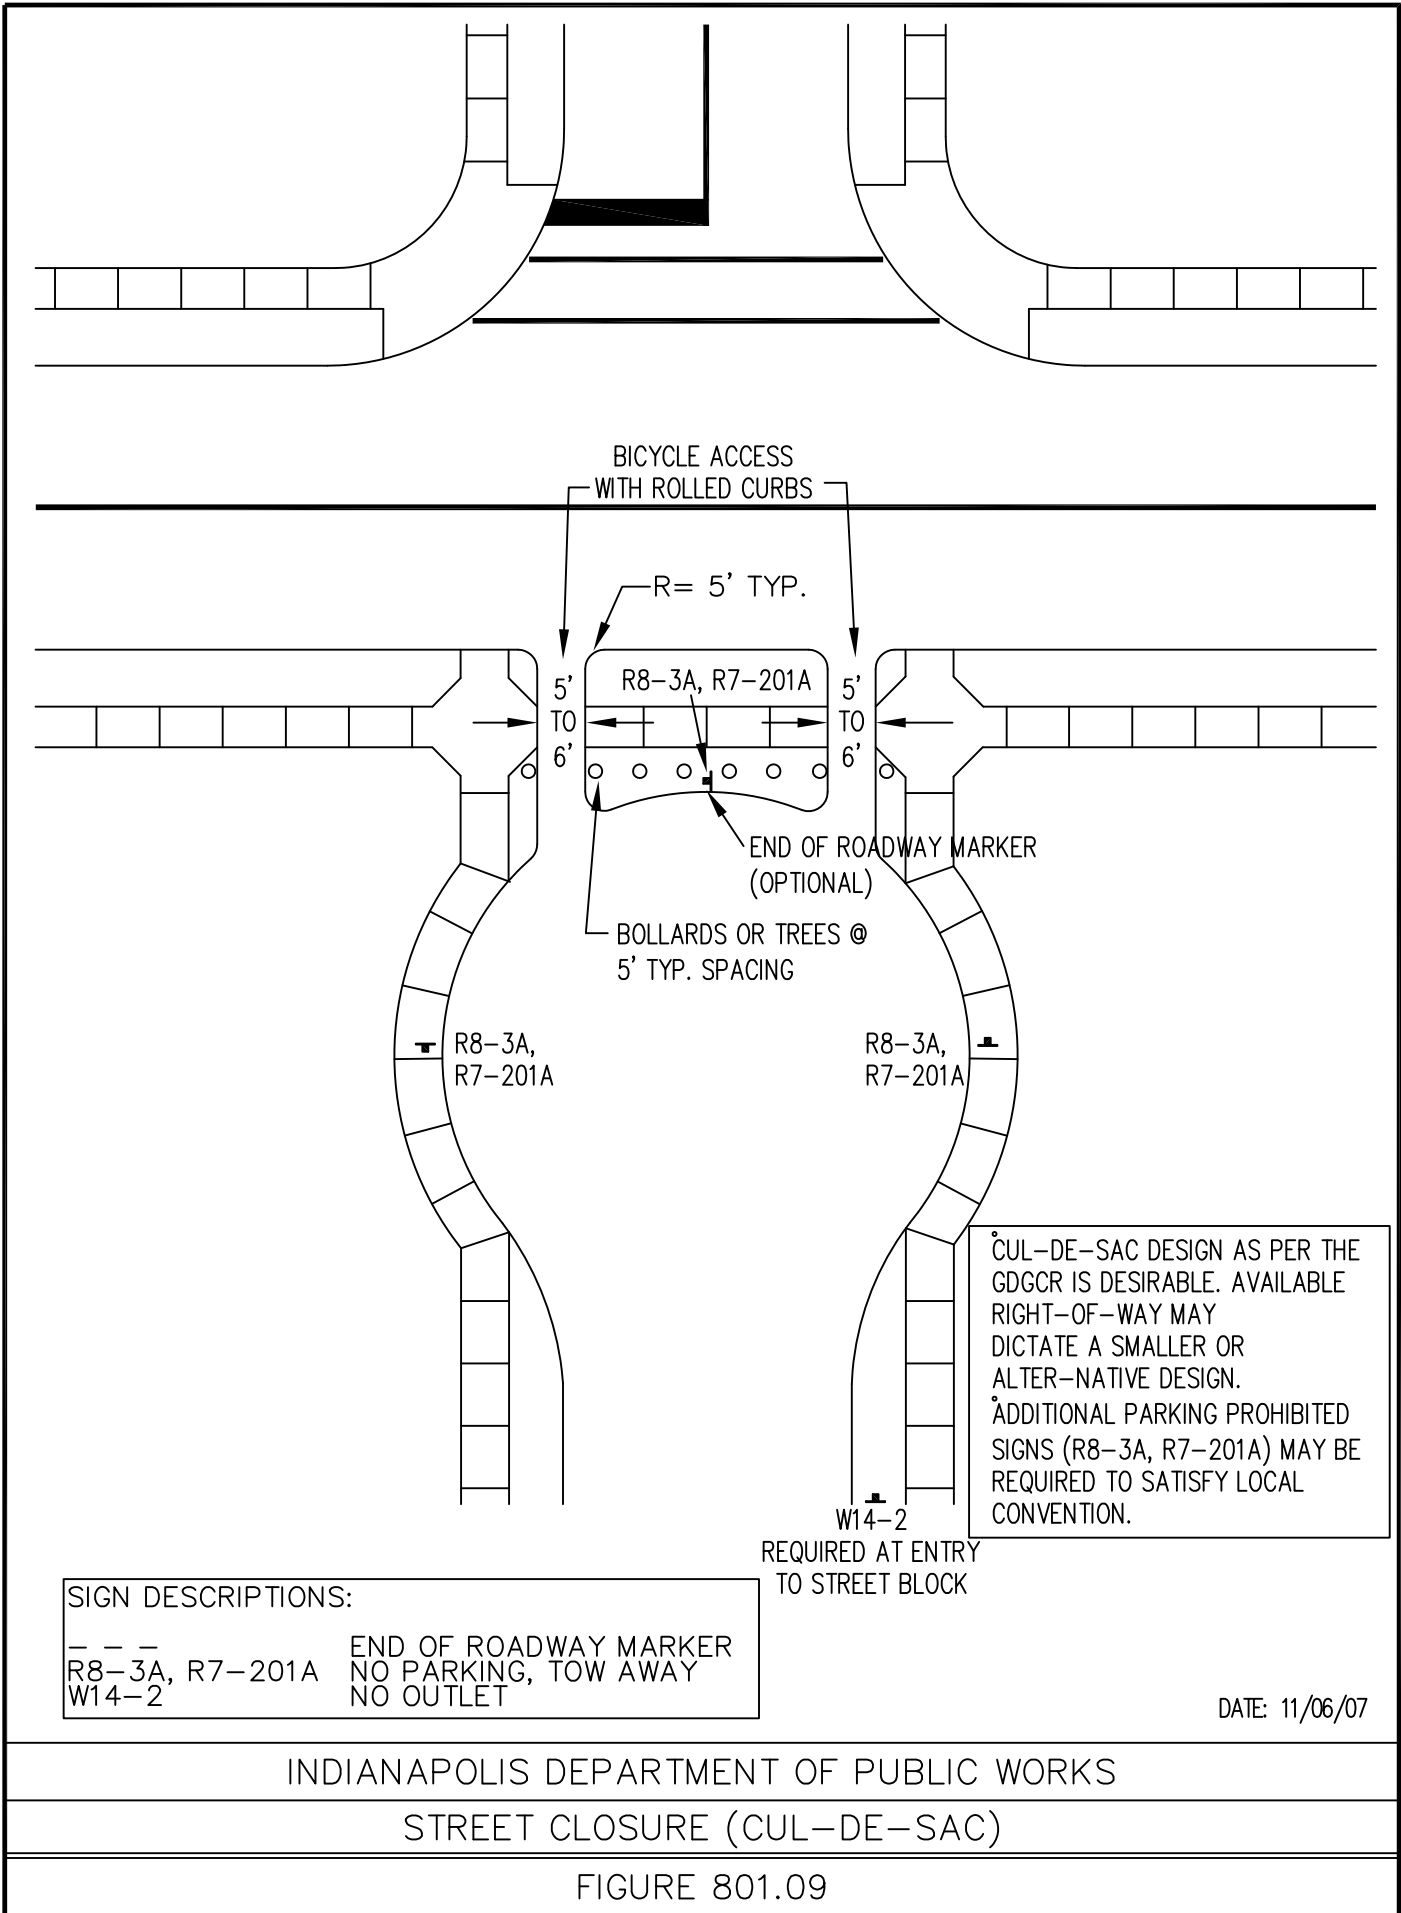 BICYCLE ACCESS
WITH ROLLED CURBS
R= 5' TYP.
R8-3A, R7-201A
5'
TO
6'
5'
TO
6'
END OF ROADWAY MARKER
(OPTIONAL)
BOLLARDS OR TREES @
5' TYP. SPACING
R8-3A,
R7-201A
R8-3A,
R7-201A
°CUL-DE-SAC DESIGN AS PER THE
GDGCR IS DESIRABLE. AVAILABLE
RIGHT-OF-WAY MAY
DICTATE A SMALLER OR
ALTER-NATIVE DESIGN.
°ADDITIONAL PARKING PROHIBITED
SIGNS (R8-3A, R7-201A) MAY BE
REQUIRED TO SATISFY LOCAL
CONVENTION.
W14-2
REQUIRED AT ENTRY
TO STREET BLOCK
SIGN DESCRIPTIONS:
- - - END OF ROADWAY MARKER
R8-3A, R7-201A NO PARKING, TOW AWAY
W14-2 NO OUTLET
DATE: 11/06/07
INDIANAPOLIS DEPARTMENT OF PUBLIC WORKS
STREET CLOSURE (CUL-DE-SAC)
FIGURE 801.09